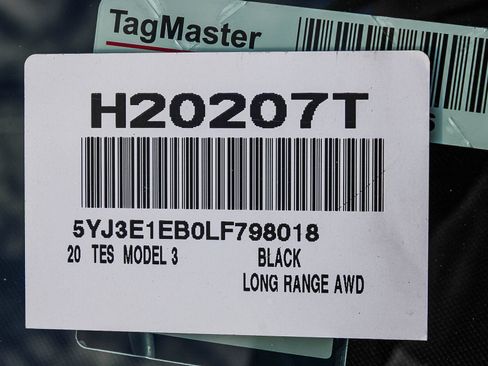 TagMaster
H20207T
5YJ3E1EB0LF798018
20 TES MODEL 3 BLACK
LONG RANGE AWD